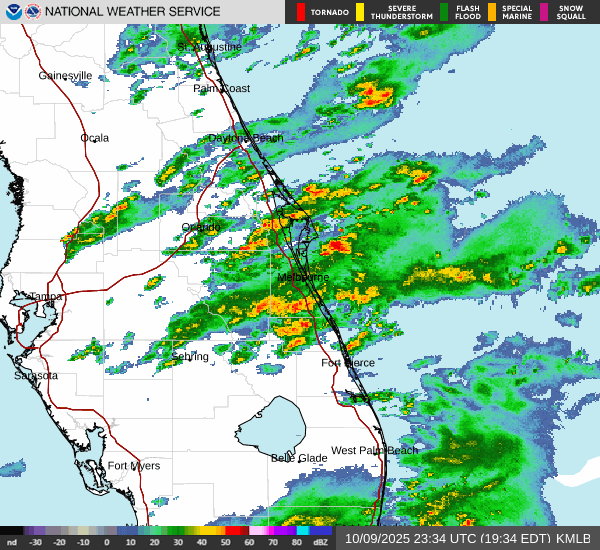 NATIONAL WEATHER SERVICE
TORNADO
SEVERE THUNDERSTORM
FLASH FLOOD
SPECIAL MARINE
SNOW SQUALL
St. Augustine
Gainesville
Palm Coast
Ocala
Daytona Beach
Orlando
Melbourne
Tampa
Sebring
Fort Pierce
Sarasota
West Palm Beach
Belle Glade
Fort Myers
nd -30 -20 -10 0 10 20 30 40 50 60 70 80 dBZ
10/09/2025 23:34 UTC (19:34 EDT) KMLB